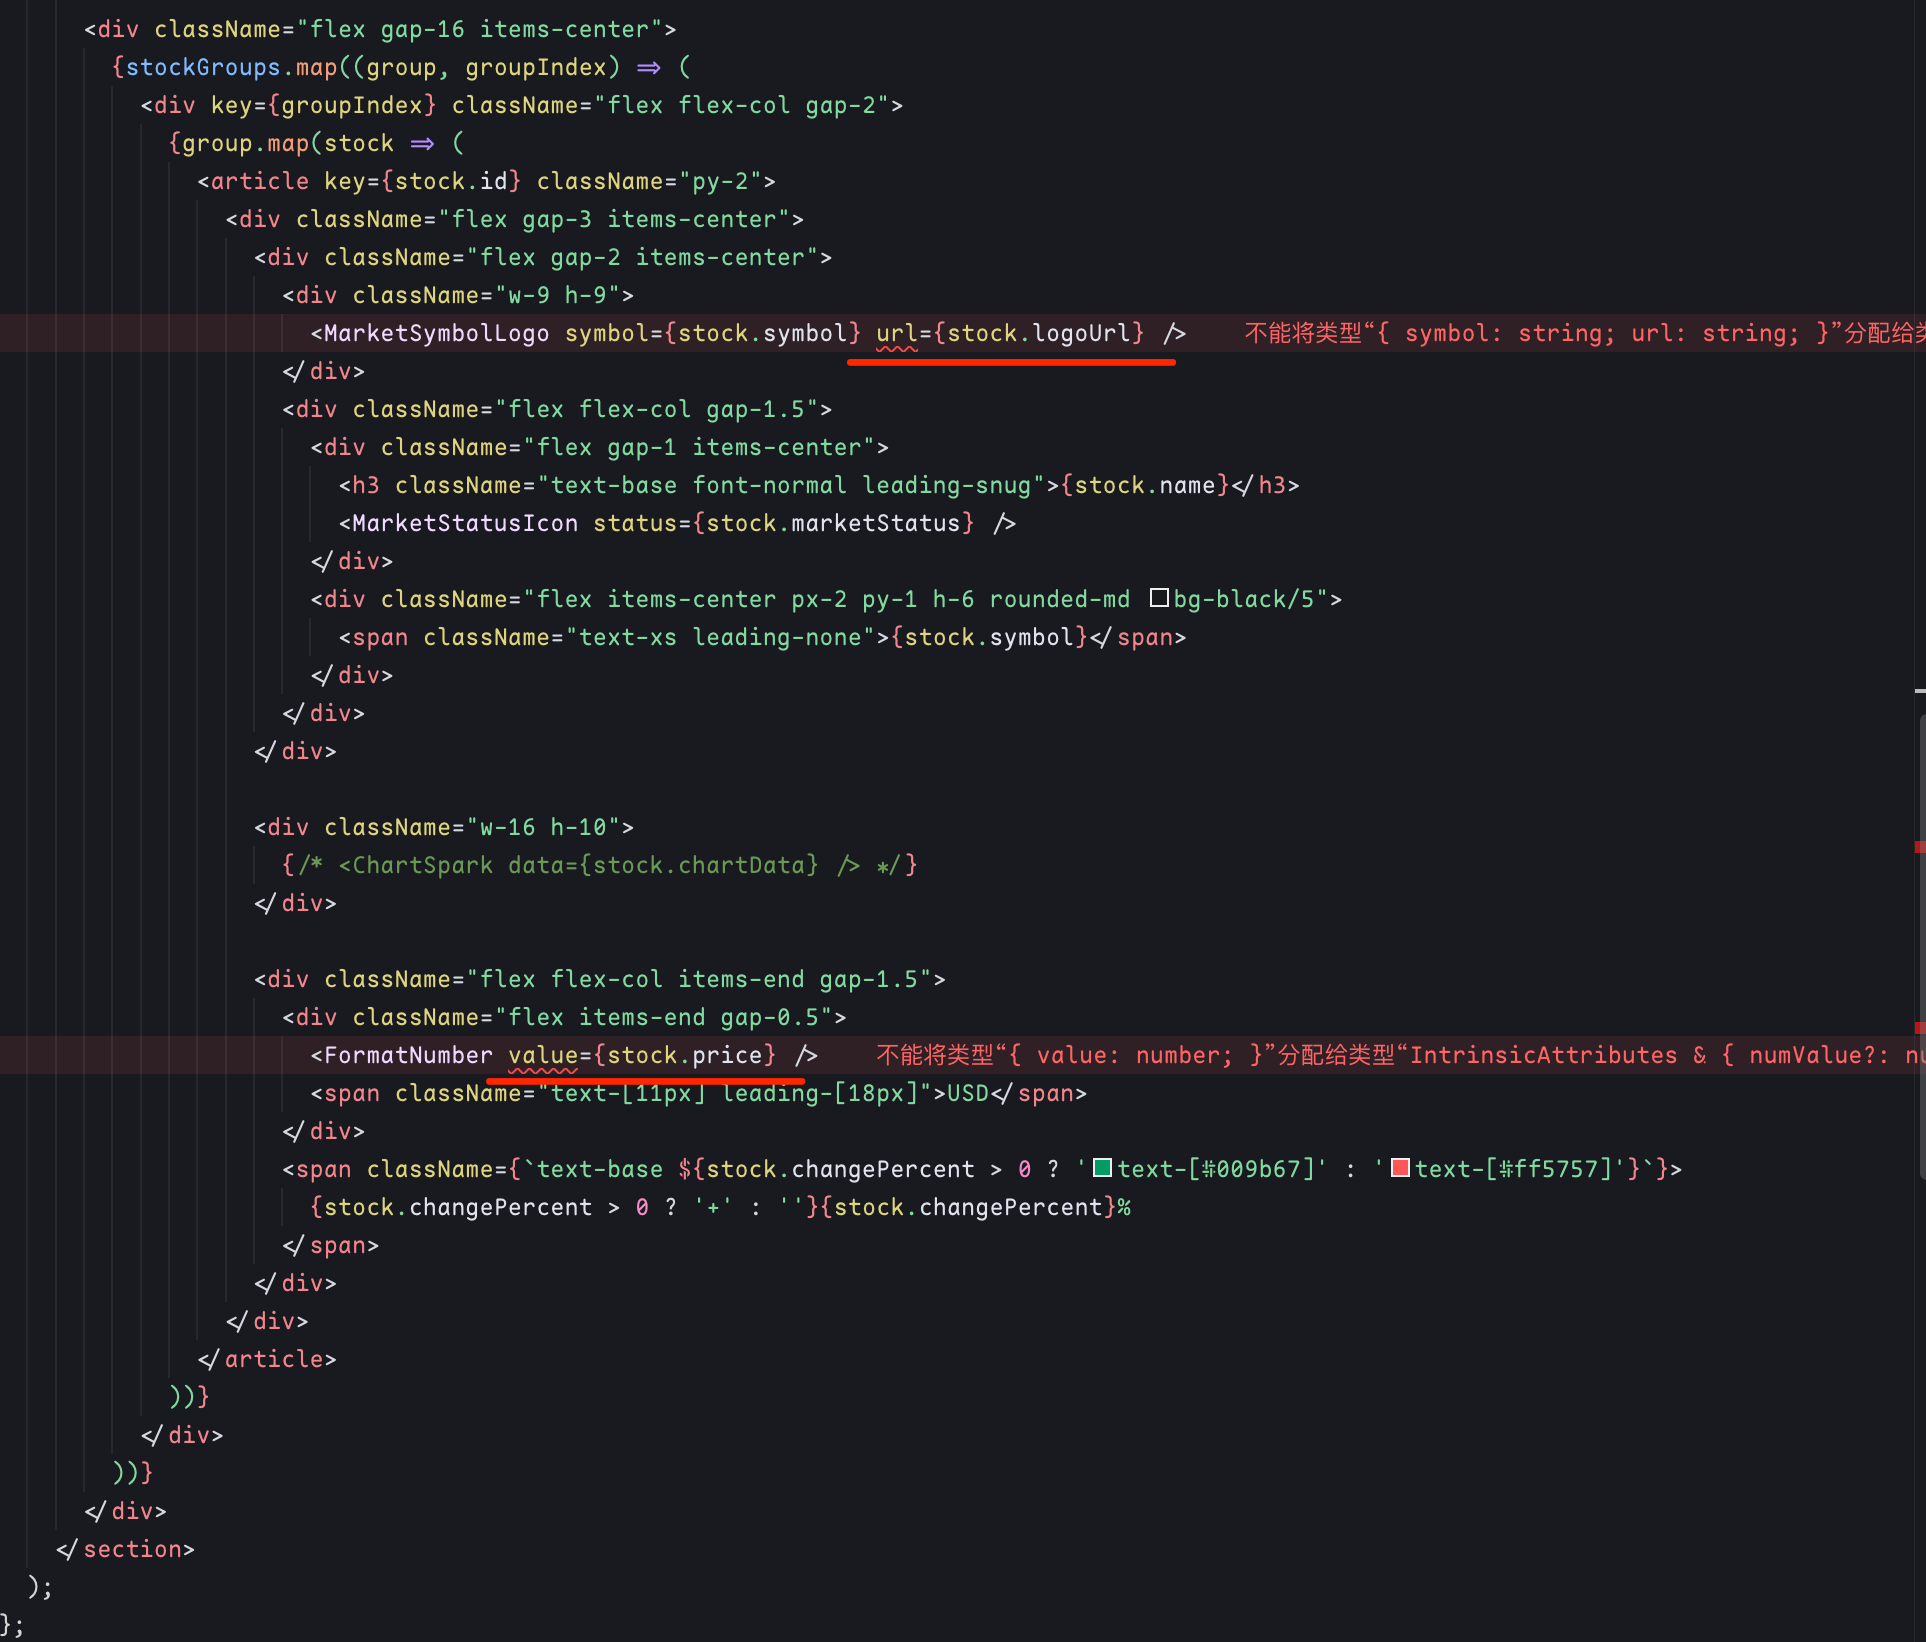 <div className="flex gap-16 items-center">
{stockGroups.map((group, groupIndex) => (
<div key={groupIndex} className="flex flex-col gap-2">
{group.map(stock => (
<article key={stock.id} className="py-2">
<div className="flex gap-3 items-center">
<div className="flex gap-2 items-center">
<div className="w-9 h-9">
<MarketSymbolLogo symbol={stock.symbol} url={stock.logoUrl} /> 不能将类型“{ symbol: string; url: string; }”分配给类
</div>
<div className="flex flex-col gap-1.5">
<div className="flex gap-1 items-center">
<h3 className="text-base font-normal leading-snug">{stock.name}</h3>
<MarketStatusIcon status={stock.marketStatus} />
</div>
<div className="flex items-center px-2 py-1 h-6 rounded-md bg-black/5">
<span className="text-xs leading-none">{stock.symbol}</span>
</div>
</div>
</div>
<div className="w-16 h-10">
{/* <ChartSpark data={stock.chartData} /> */}
</div>
<div className="flex flex-col items-end gap-1.5">
<div className="flex items-end gap-0.5">
<FormatNumber value={stock.price} /> 不能将类型“{ value: number; }”分配给类型“IntrinsicAttributes & { numValue?: nu
<span className="text-[11px] leading-[18px]">USD</span>
</div>
<span className={`text-base ${stock.changePercent > 0 ? 'text-[#009b67]' : 'text-[#ff5757]'}`}>
{stock.changePercent > 0 ? '+' : ''}{stock.changePercent}%
</span>
</div>
</div>
</article>
))}
</div>
))}
</div>
</section>
);
};